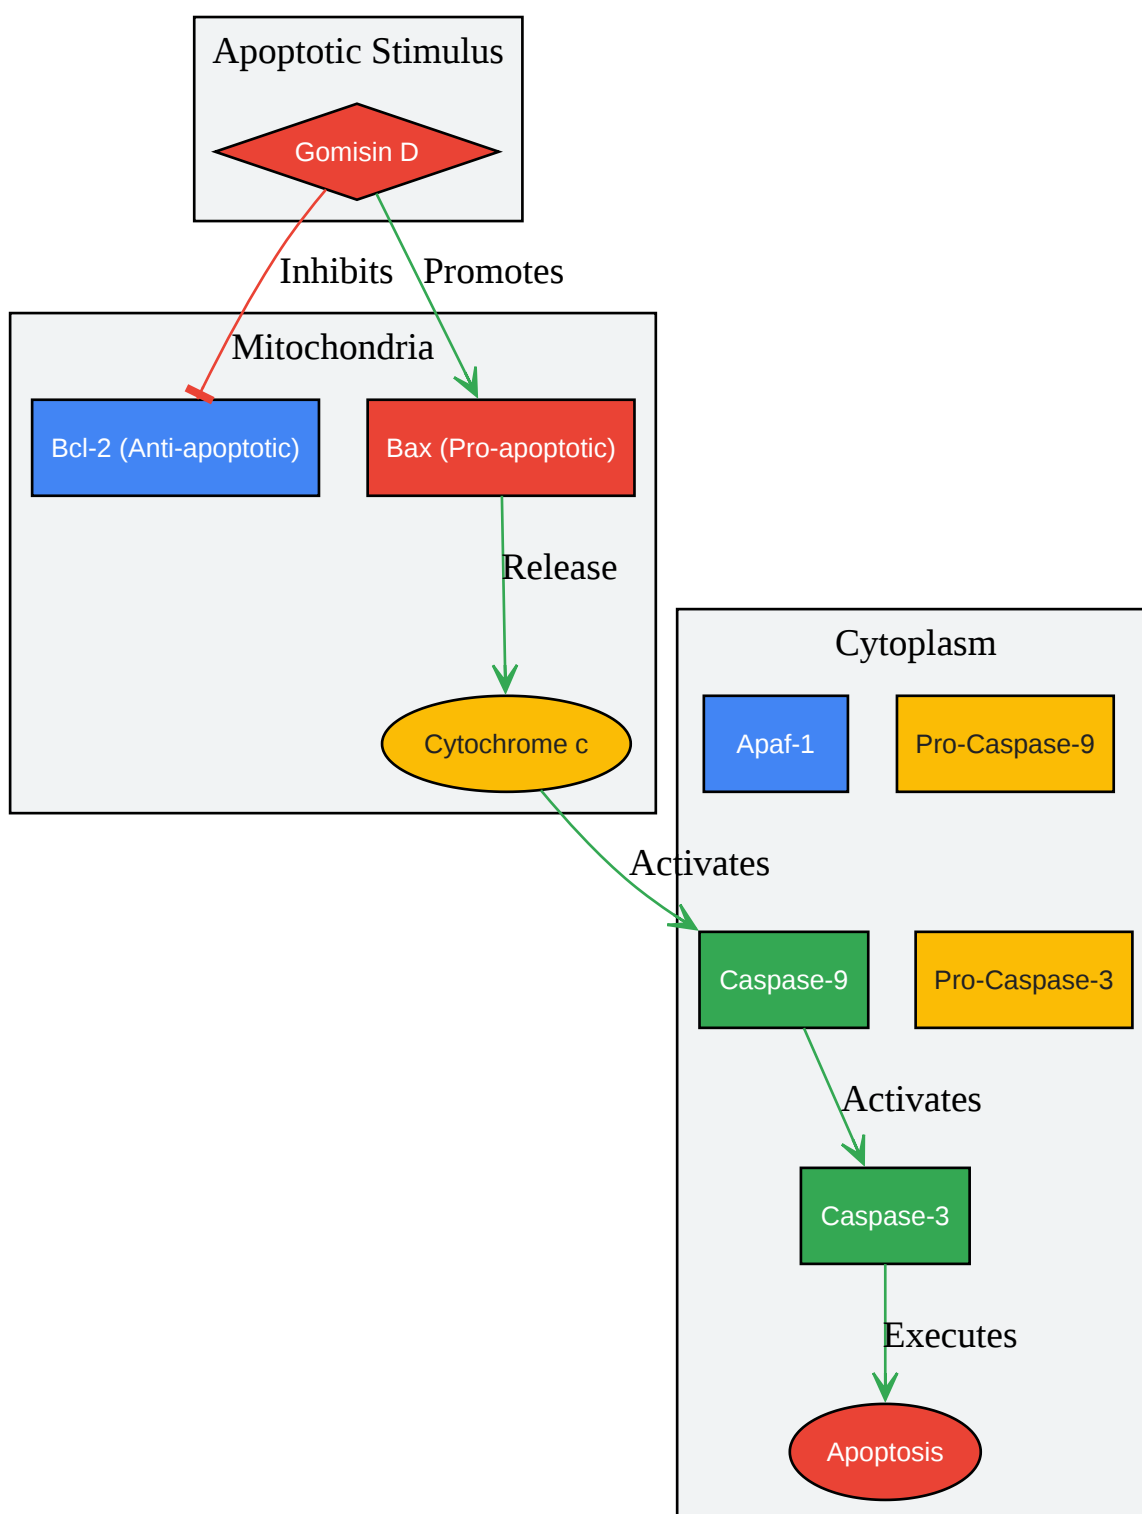 Apoptotic Stimulus
Gomisin D
Inhibits
Promotes
Mitochondria
Bcl-2 (Anti-apoptotic)
Bax (Pro-apoptotic)
Release
Cytoplasm
Cytochrome c
Apaf-1
Pro-Caspase-9
Activates
Caspase-9
Pro-Caspase-3
Activates
Caspase-3
Executes
Apoptosis